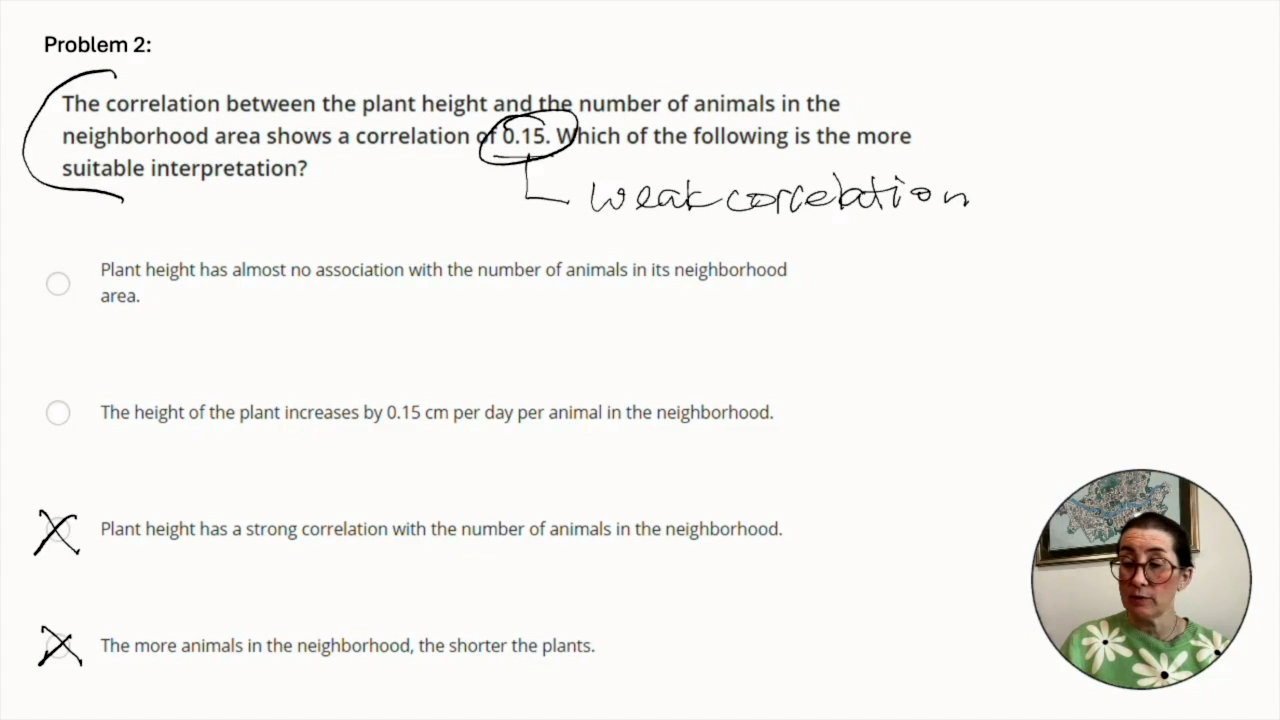 Problem 2:
The correlation between the plant height and the number of animals in the
neighborhood area shows a correlation of 0.15. Which of the following is the more
suitable interpretation?
weak correlation
Plant height has almost no association with the number of animals in its neighborhood
area.
The height of the plant increases by 0.15 cm per day per animal in the neighborhood.
Plant height has a strong correlation with the number of animals in the neighborhood.
The more animals in the neighborhood, the shorter the plants.